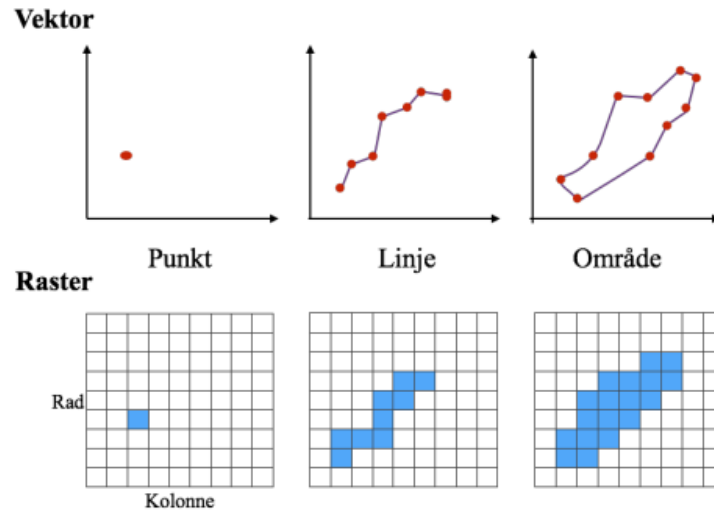 Vektor
Punkt
Linje
Område
Raster
Rad
Kolonne